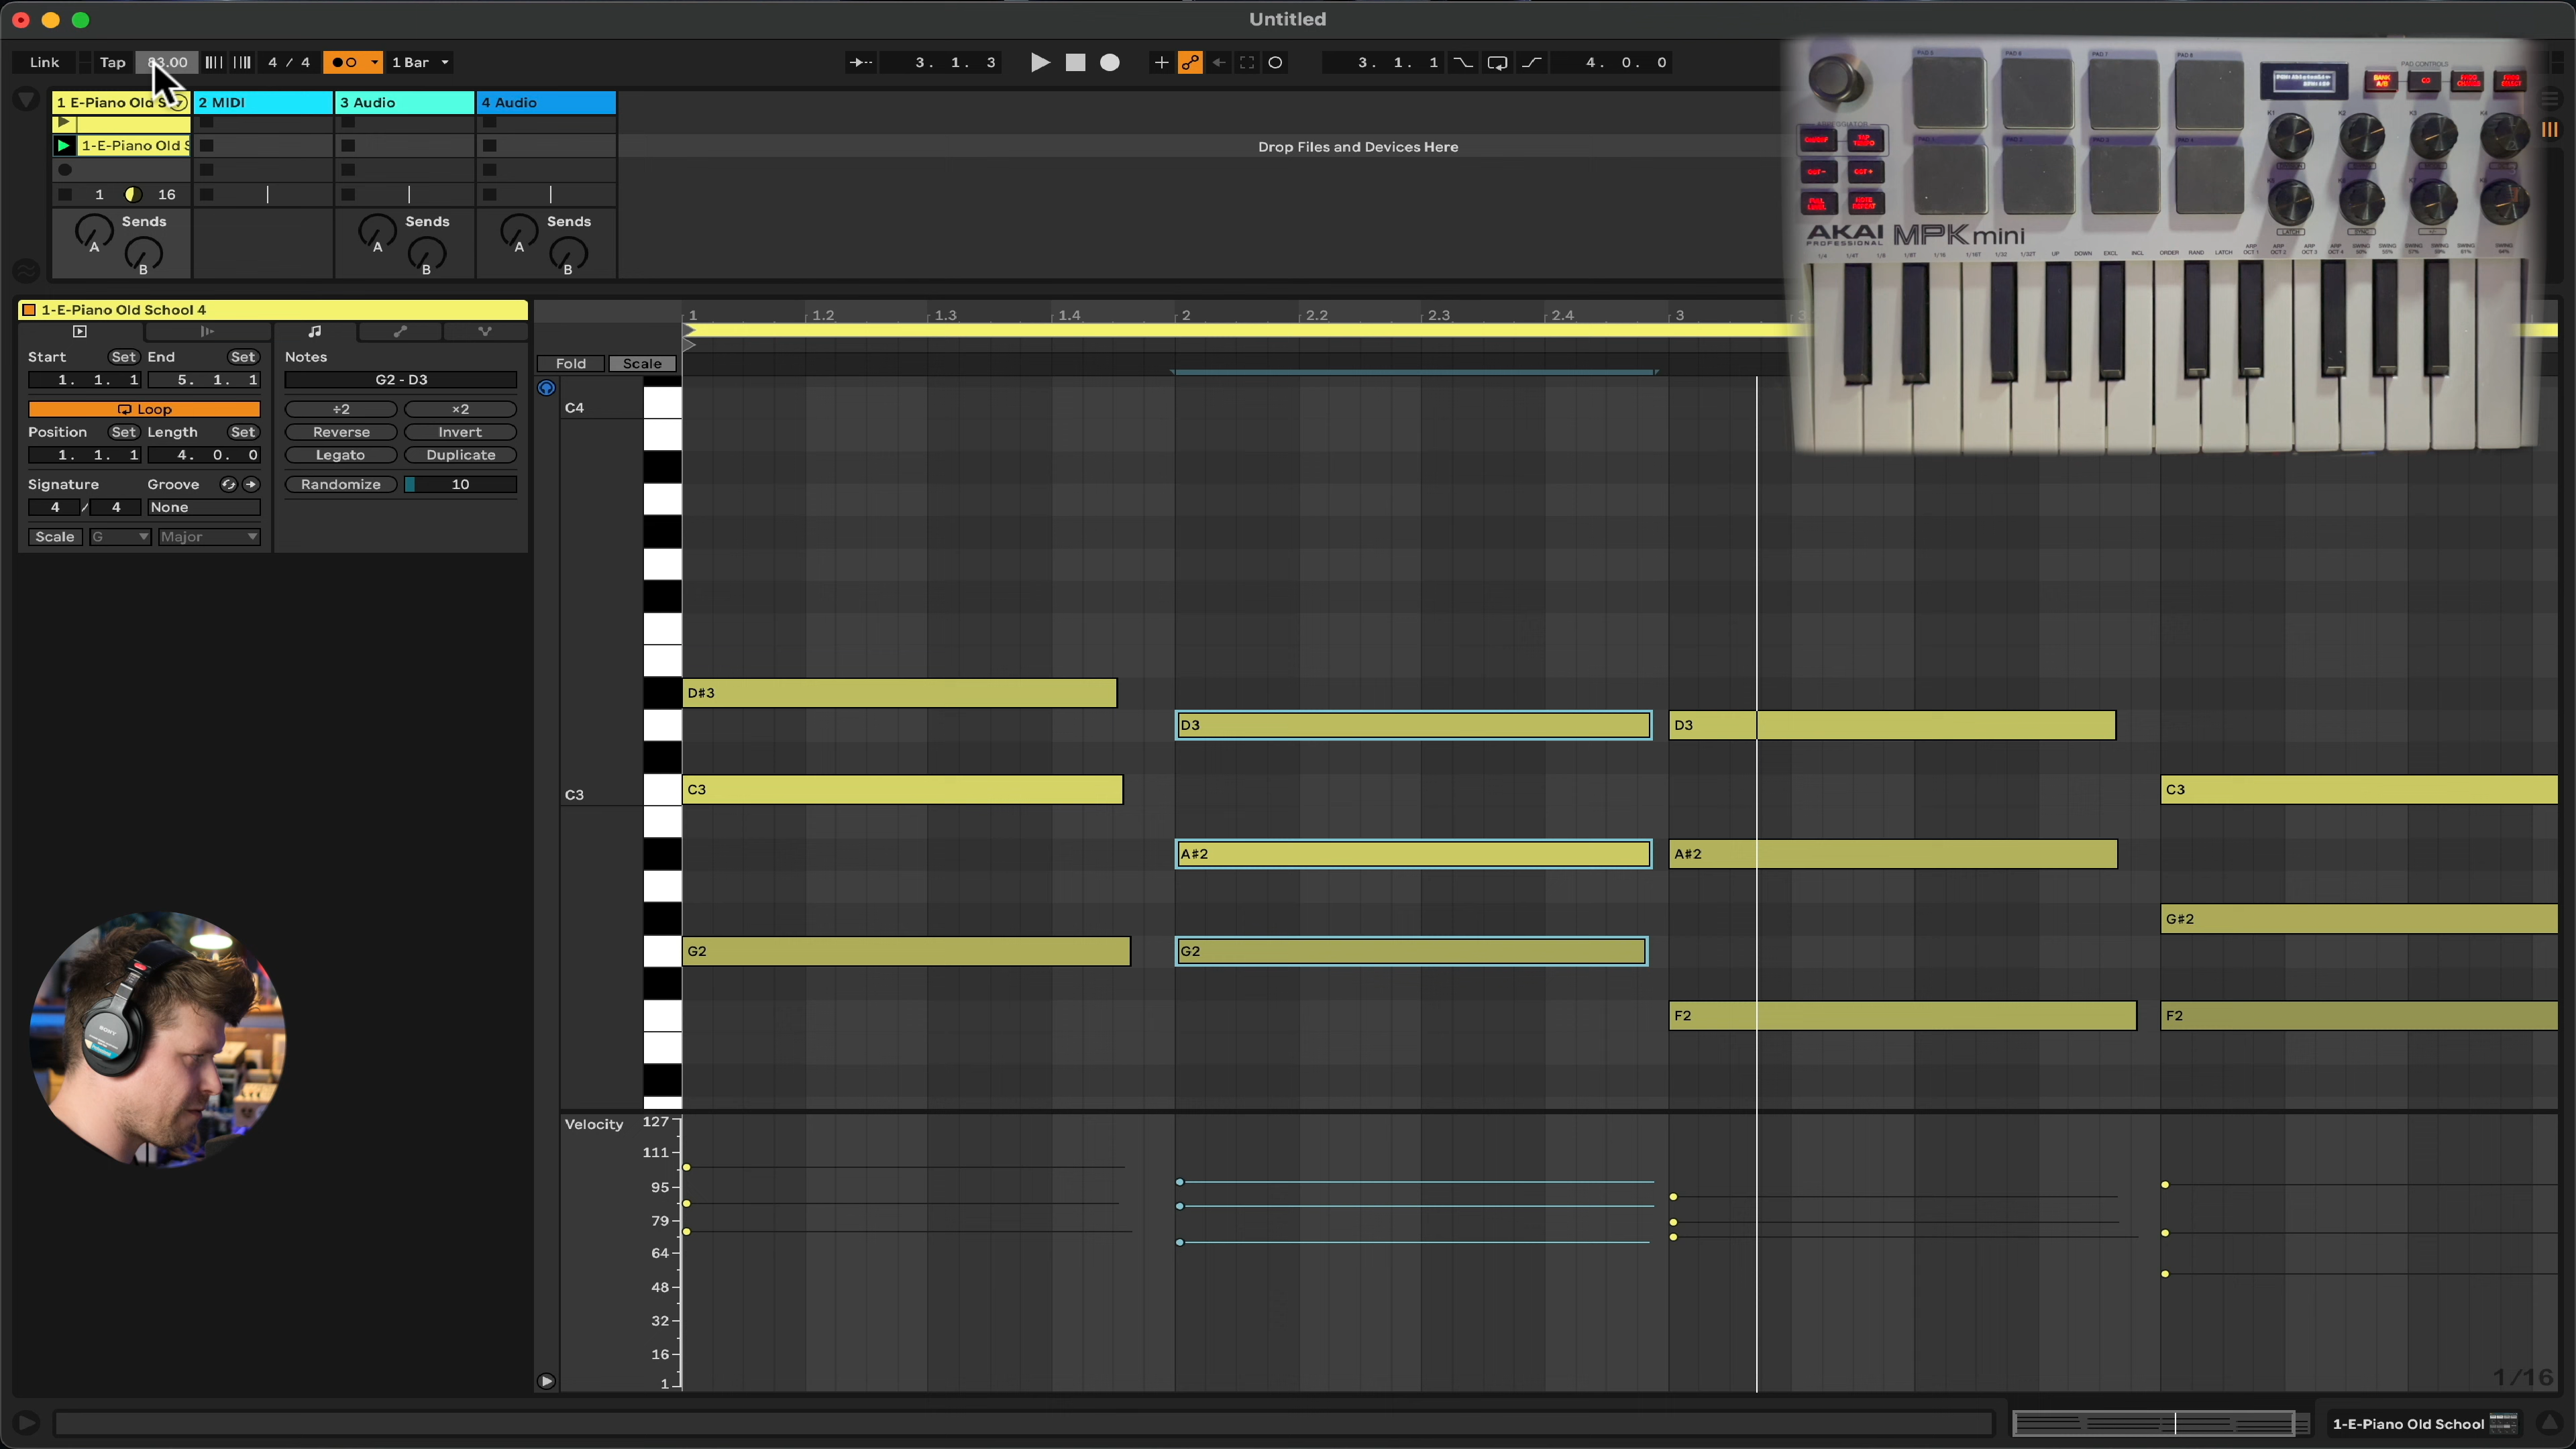 Untitled
Link Tap 83.00 4 / 4 1 Bar 3. 1. 3 3. 1. 1 4. 0. 0
1 E-Piano Old S 2 MIDI 3 Audio 4 Audio
1-E-Piano Old S
Drop Files and Devices Here
1 16
Sends Sends Sends
A B A B A B
1-E-Piano Old School 4
Start Set End Set Notes
1. 1. 1 5. 1. 1 G2 - D3
Loop ÷2 ×2
Position Set Length Set Reverse Invert
1. 1. 1 4. 0. 0 Legato Duplicate
Signature Groove Randomize 10
4 / 4 None
Scale G Major
1 1.2 1.3 1.4 2 2.2 2.3 2.4 3
Fold Scale
C4
D#3
D3 D3
C3 C3 C3
A#2 A#2
G#2
G2 G2
F2 F2
Velocity 127
111
95
79
64
48
32
16
1
1/16
1-E-Piano Old School
AKAI MPK mini
PROFESSIONAL
PAD CONTROLS
SONY